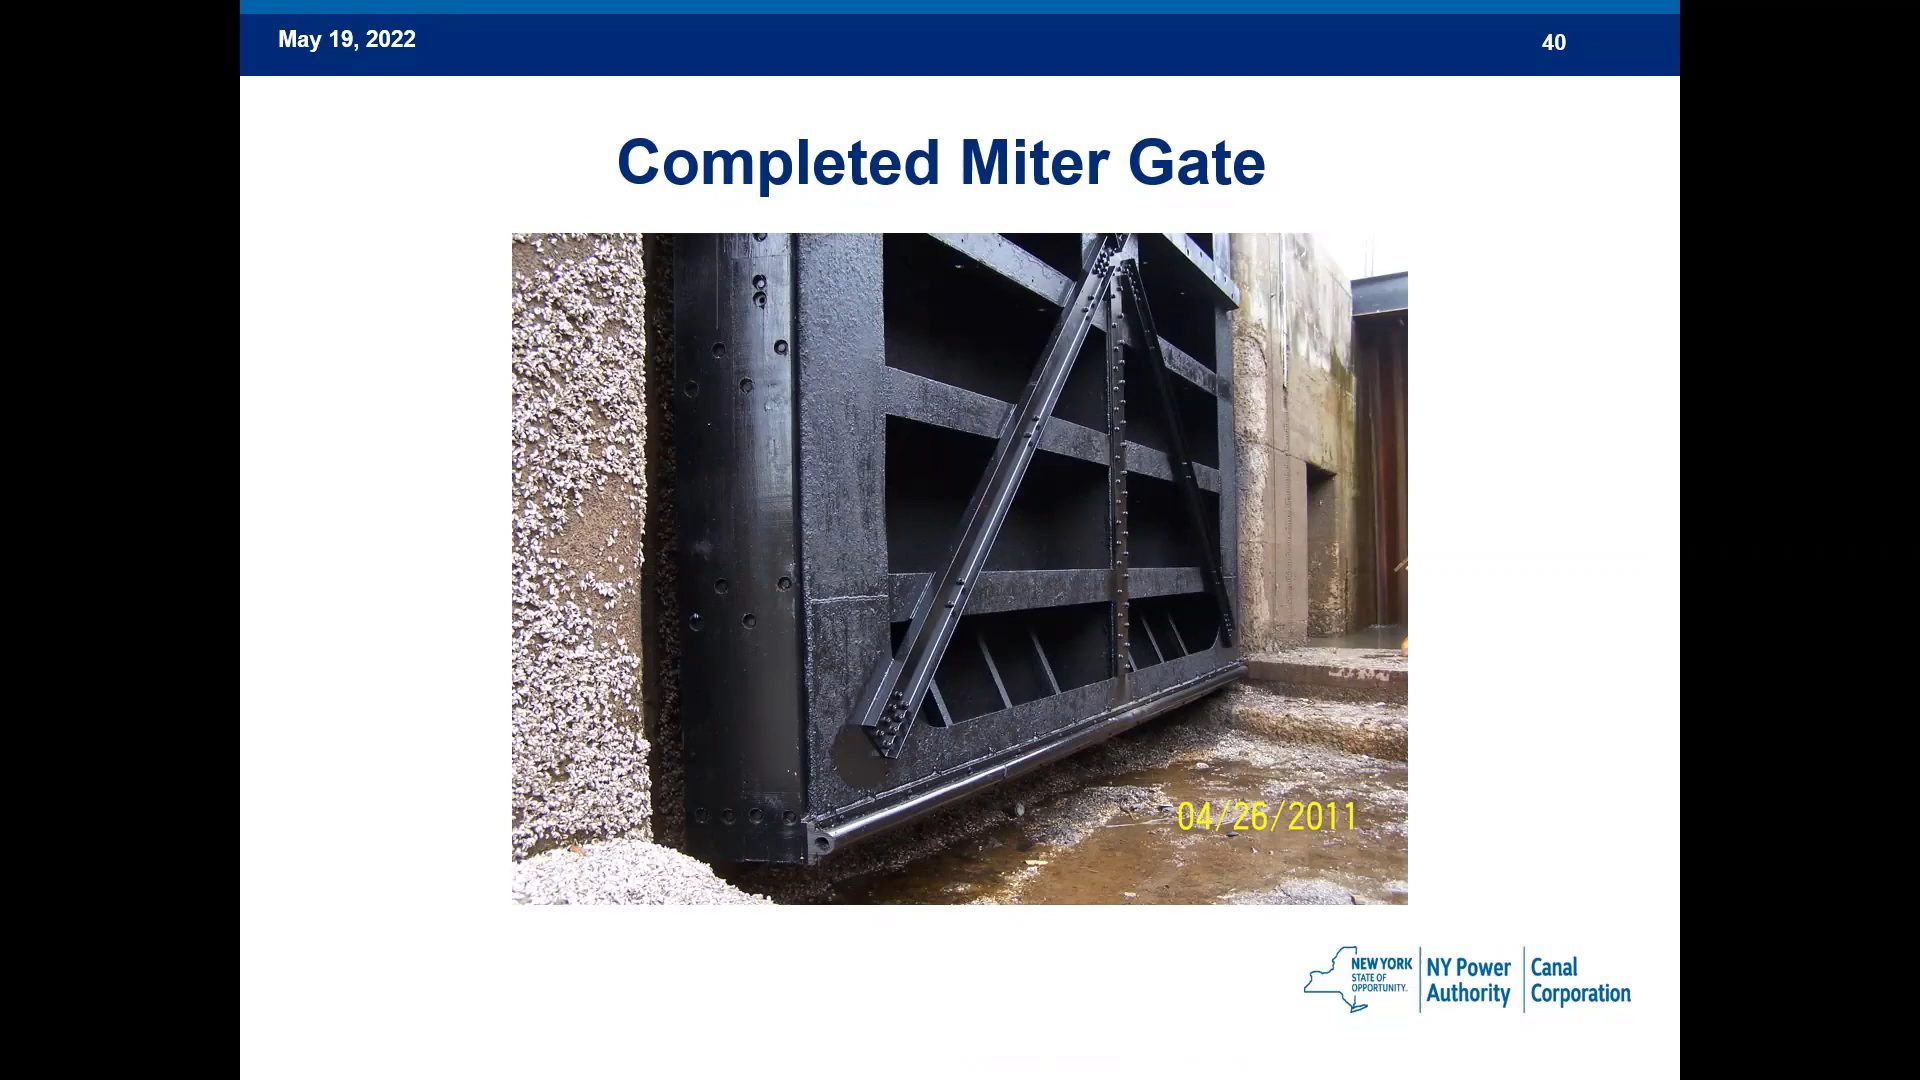 May 19, 2022
40
Completed Miter Gate
04/26/2011
NEW YORK
STATE OF
OPPORTUNITY.
NY Power
Authority
Canal
Corporation